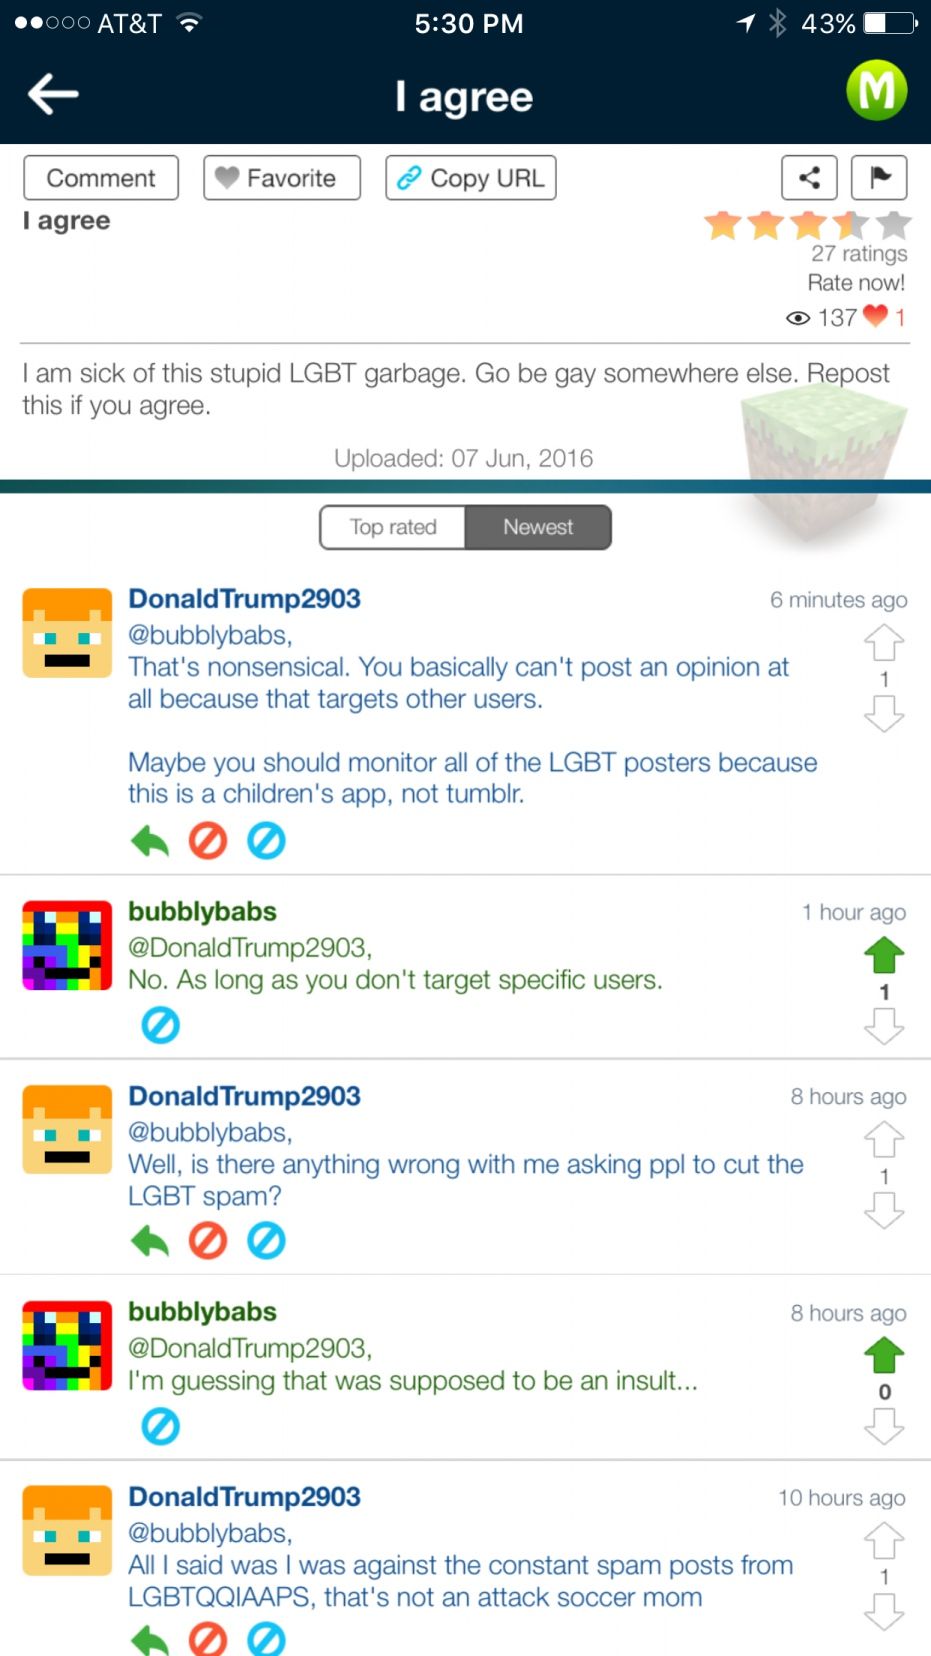 AT&T 5:30 PM 43%
I agree M
Comment Favorite Copy URL
I agree
27 ratings
Rate now!
137 1
I am sick of this stupid LGBT garbage. Go be gay somewhere else. Repost
this if you agree.
Uploaded: 07 Jun, 2016
Top rated Newest
DonaldTrump2903 6 minutes ago
@bubblybabs,
That's nonsensical. You basically can't post an opinion at
all because that targets other users.
1
Maybe you should monitor all of the LGBT posters because
this is a children's app, not tumblr.
bubblybabs 1 hour ago
@DonaldTrump2903,
No. As long as you don't target specific users.
1
DonaldTrump2903 8 hours ago
@bubblybabs,
Well, is there anything wrong with me asking ppl to cut the
LGBT spam?
1
bubblybabs 8 hours ago
@DonaldTrump2903,
I'm guessing that was supposed to be an insult...
0
DonaldTrump2903 10 hours ago
@bubblybabs,
All I said was I was against the constant spam posts from
LGBTQQIAAPS, that's not an attack soccer mom
1